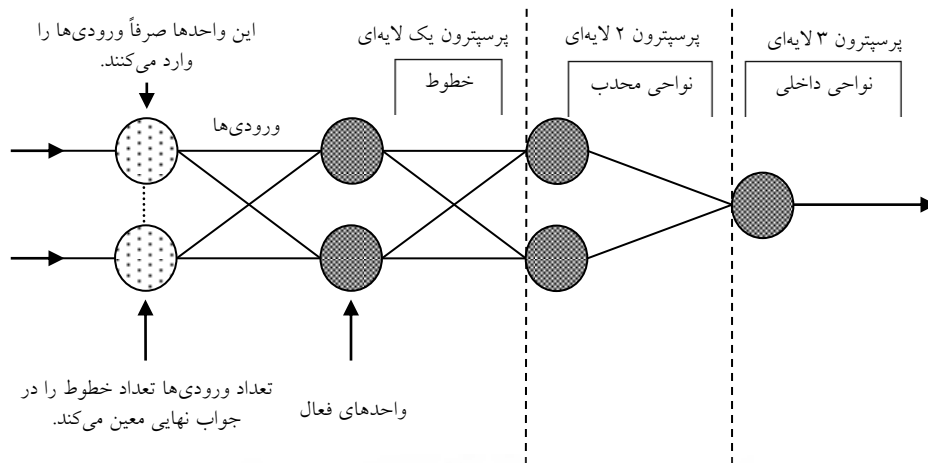 این واحدها صرفاً ورودی‌ها را
وارد می‌کنند.
پرسپترون یک لایه‌ای
خطوط
پرسپترون ۲ لایه‌ای
نواحی محدب
پرسپترون ۳ لایه‌ای
نواحی داخلی
ورودی‌ها
تعداد ورودی‌ها تعداد خطوط را در
جواب نهایی معین می‌کند.
واحدهای فعال